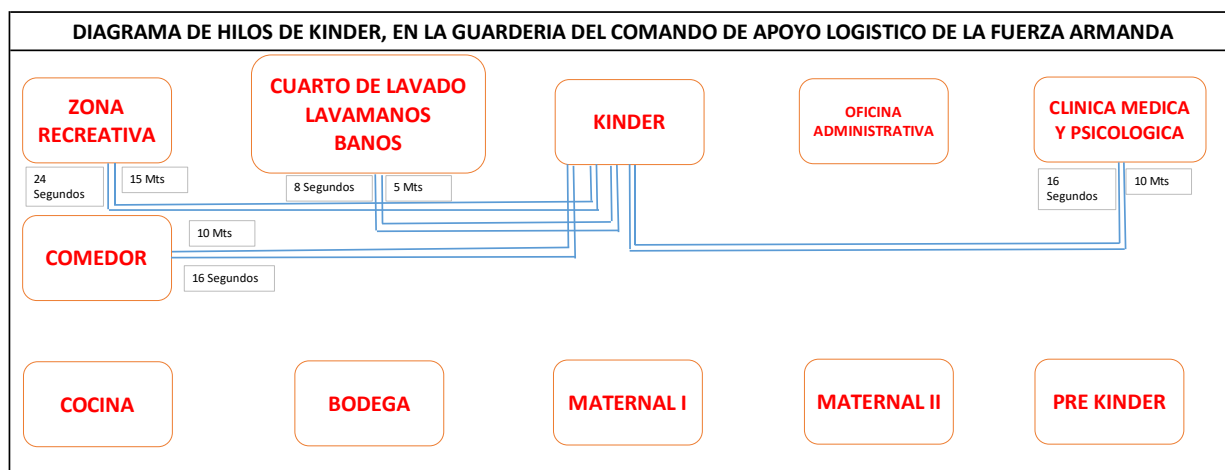 DIAGRAMA DE HILOS DE KINDER, EN LA GUARDERIA DEL COMANDO DE APOYO LOGISTICO DE LA FUERZA ARMANDA
ZONA
RECREATIVA
CUARTO DE LAVADO
LAVAMANOS
BANOS
KINDER
OFICINA
ADMINISTRATIVA
CLINICA MEDICA
Y PSICOLOGICA
24
Segundos
15 Mts
8 Segundos
5 Mts
16
Segundos
10 Mts
COMEDOR
10 Mts
16 Segundos
COCINA
BODEGA
MATERNAL I
MATERNAL II
PRE KINDER